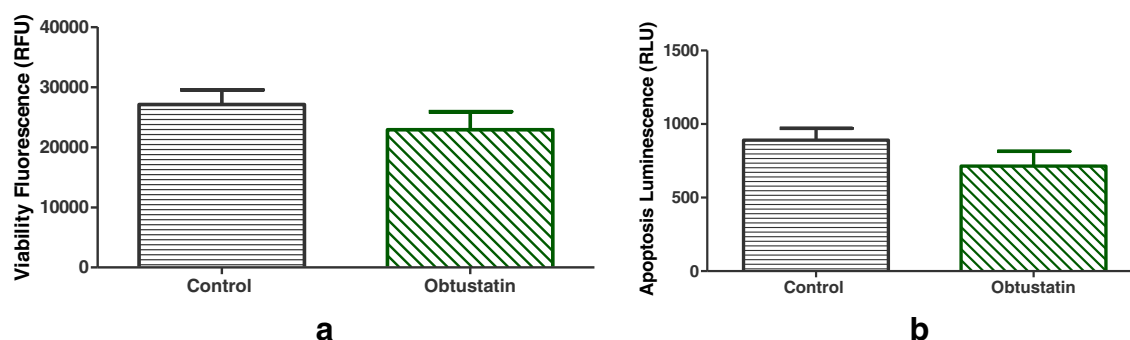 Viability Fluorescence (RFU)
40000
30000
20000
10000
0
Control
Obtustatin
a
Apoptosis Luminescence (RLU)
1500
1000
500
0
Control
Obtustatin
b